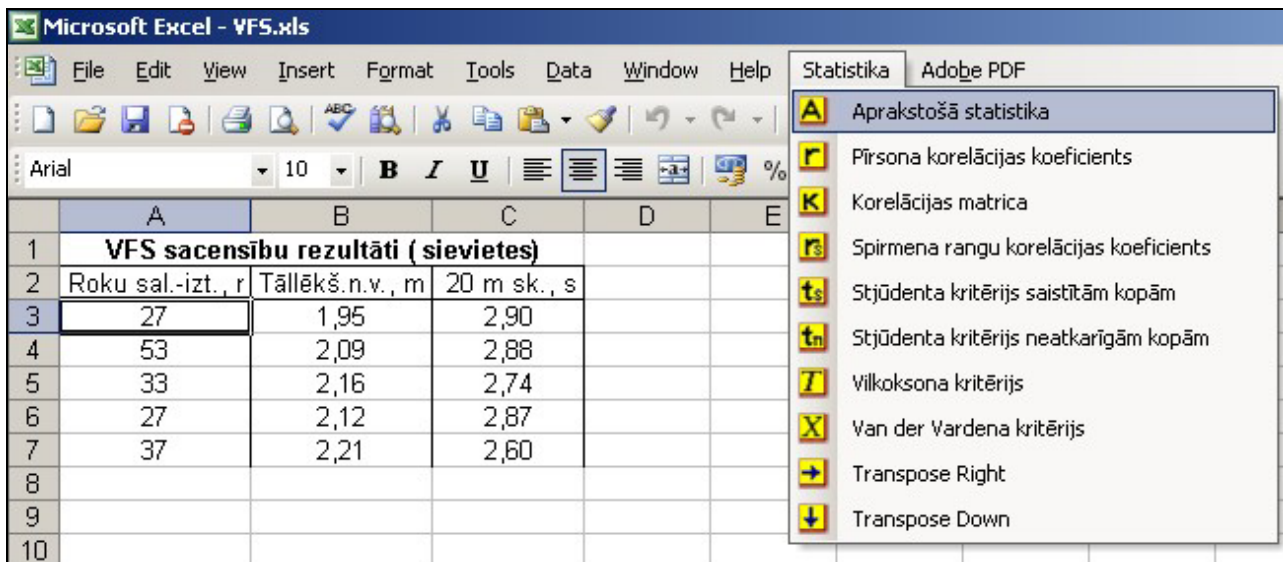 Microsoft Excel - VFS.xls
File Edit View Insert Format Tools Data Window Help Statistika Adobe PDF
ABC
Arial 10 B I U a %
A B C D E
1 VFS sacensību rezultāti ( sievietes)
2 Roku sal.-izt., r Tāllēkš.n.v., m 20 m sk., s
3 27 1,95 2,90
4 53 2,09 2,88
5 33 2,16 2,74
6 27 2,12 2,87
7 37 2,21 2,60
8
9
10
A Aprakstošā statistika
r Pīrsona korelācijas koeficients
K Korelācijas matrica
rs Spirmena rangu korelācijas koeficients
ts Stjūdenta kritērijs saistītām kopām
tn Stjūdenta kritērijs neatkarīgām kopām
T Vilkoksona kritērijs
X Van der Vardena kritērijs
Transpose Right
Transpose Down